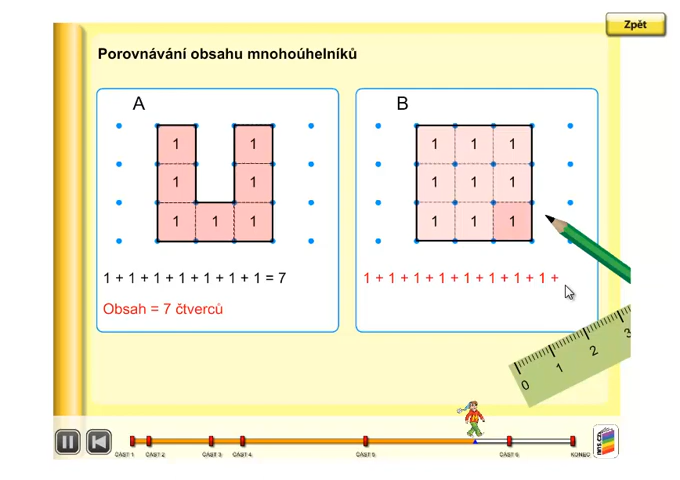 Zpět
Porovnávání obsahu mnohoúhelníků
A
1 1
1 1
1 1 1
1 + 1 + 1 + 1 + 1 + 1 + 1 = 7
Obsah = 7 čtverců
B
1 1 1
1 1 1
1 1 1
1 + 1 + 1 + 1 + 1 + 1 + 1 + 1 +
0 1 2 3
ČÁST 1 ČÁST 2 ČÁST 3 ČÁST 4 ČÁST 5 ČÁST 6 KONEC